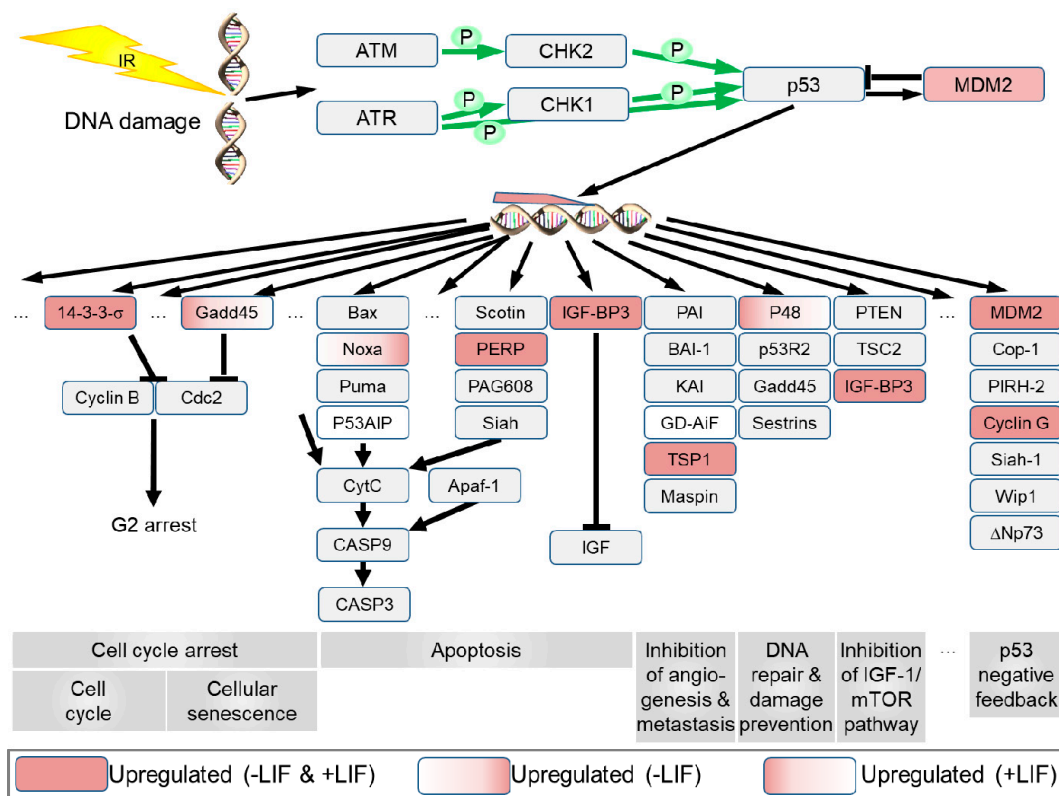 IR
DNA damage
ATM
P
CHK2
P
ATR
P
CHK1
P
P
p53
MDM2
... 14-3-3-σ ... Gadd45 ... Bax ... Scotin IGF-BP3 PAI P48 PTEN ... MDM2
Noxa PERP BAI-1 p53R2 TSC2 Cop-1
Puma PAG608 KAI Gadd45 IGF-BP3 PIRH-2
Cyclin B Cdc2
P53AIP Siah GD-AiF Sestrins Cyclin G
CytC Apaf-1 TSP1 Siah-1
Maspin Wip1
G2 arrest
CASP9 IGF ΔNp73
CASP3
Cell cycle arrest
Cell
cycle
Cellular
senescence
Apoptosis
Inhibition
of angio-
genesis &
metastasis
DNA
repair &
damage
prevention
Inhibition
of IGF-1/
mTOR
pathway
...
p53
negative
feedback
Upregulated (-LIF & +LIF)
Upregulated (-LIF)
Upregulated (+LIF)